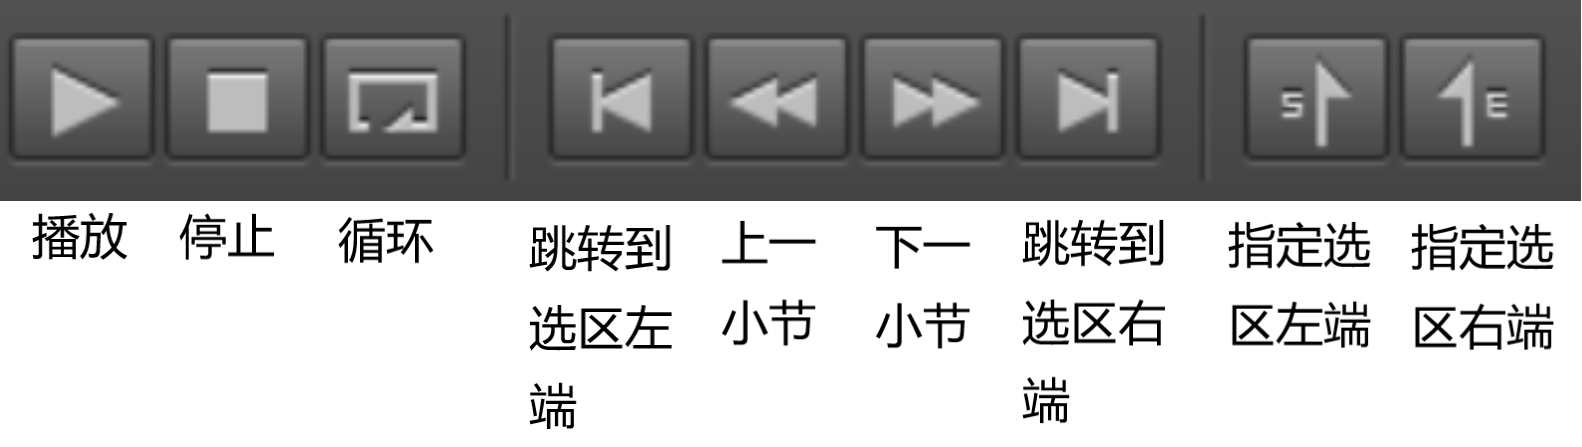 S
E
播放
停止
循环
跳转到
选区左
端
上一
小节
下一
小节
跳转到
选区右
端
指定选
区左端
指定选
区右端